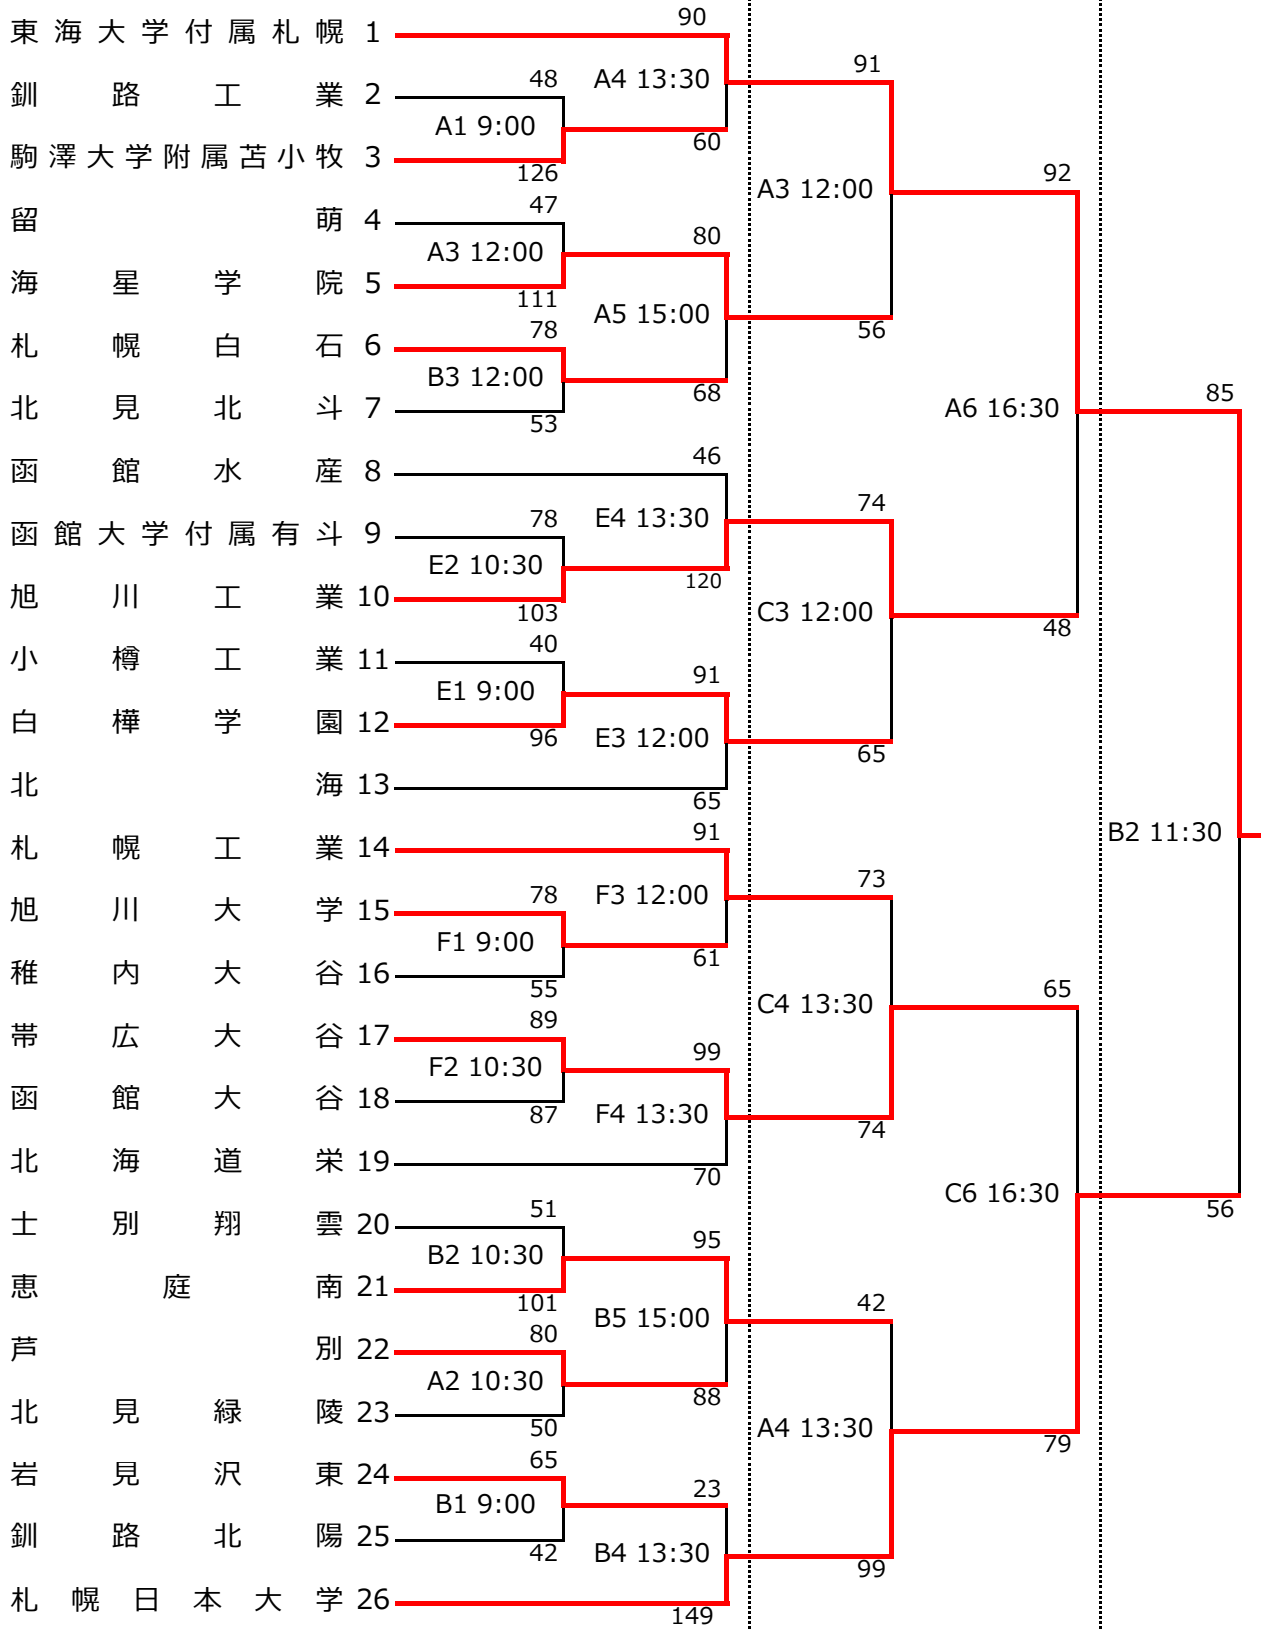 90
東海大学付属札幌 1
91
釧路工業 2 48 A4 13:30
A1 9:00
60
駒澤大学附属苫小牧 3
126 92
A3 12:00
47
留萌 4
80
A3 12:00
海星学院 5
111 A5 15:00
78 56
札幌白石 6
B3 12:00
68 85
北見北斗 7 A6 16:30
53
46
函館水産 8
74
78 E4 13:30
函館大学付属有斗 9
E2 10:30
120
旭川工業 10
103 C3 12:00
48
40
小樽工業 11
91
E1 9:00
白樺学園 12
96 E3 12:00
65
北海 13
65
91 B2 11:30
札幌工業 14
73
78 F3 12:00
旭川大学 15
F1 9:00
61
稚内大谷 16
55 65
C4 13:30
89
帯広大谷 17
99
F2 10:30
函館大谷 18
87 F4 13:30
74
北海道栄 19
70
C6 16:30
51 56
士別翔雲 20
95
B2 10:30
恵庭南 21
101 42
B5 15:00
80
芦別 22
A2 10:30
88
北見緑陵 23
50 A4 13:30
79
65
岩見沢東 24
23
B1 9:00
釧路北陽 25
42 B4 13:30
99
札幌日本大学 26
149